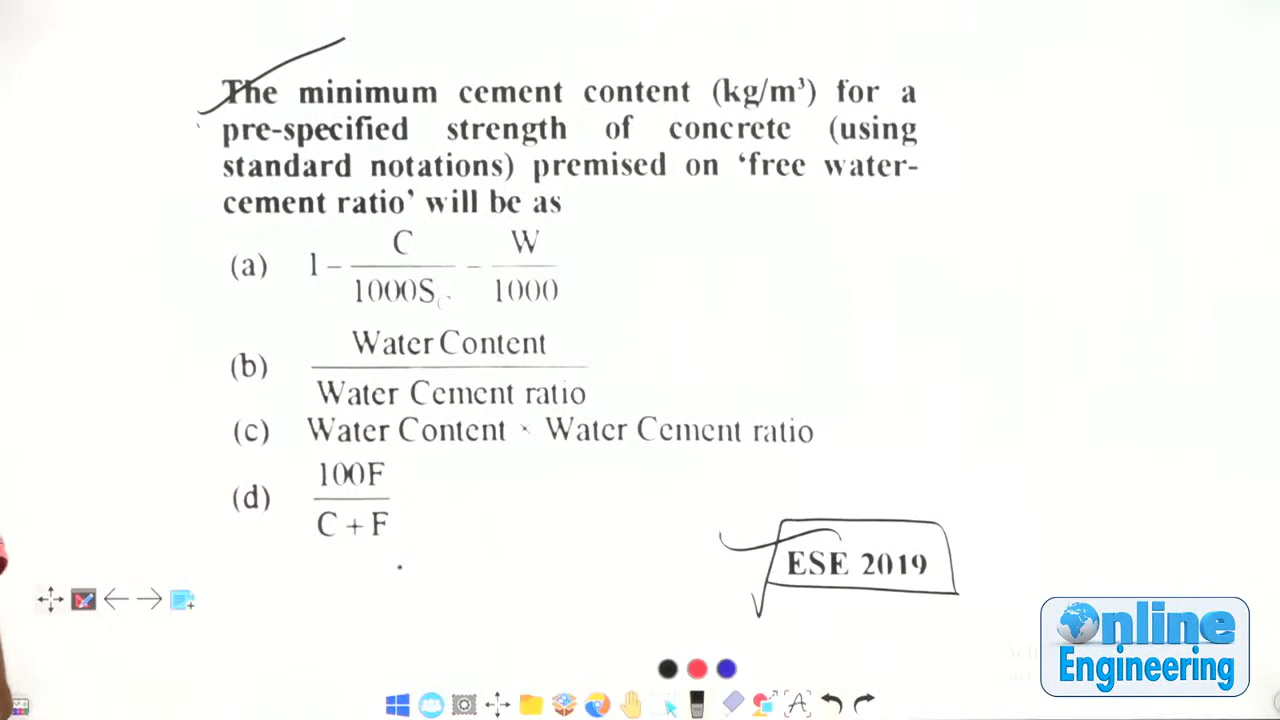 The minimum cement content (kg/m³) for a
pre-specified strength of concrete (using
standard notations) premised on 'free water-
cement ratio' will be as
(a) 1 - C / 1000S_c - W / 1000
(b) Water Content / Water Cement ratio
(c) Water Content × Water Cement ratio
(d) 100F / C + F
ESE 2019
Online
Engineering